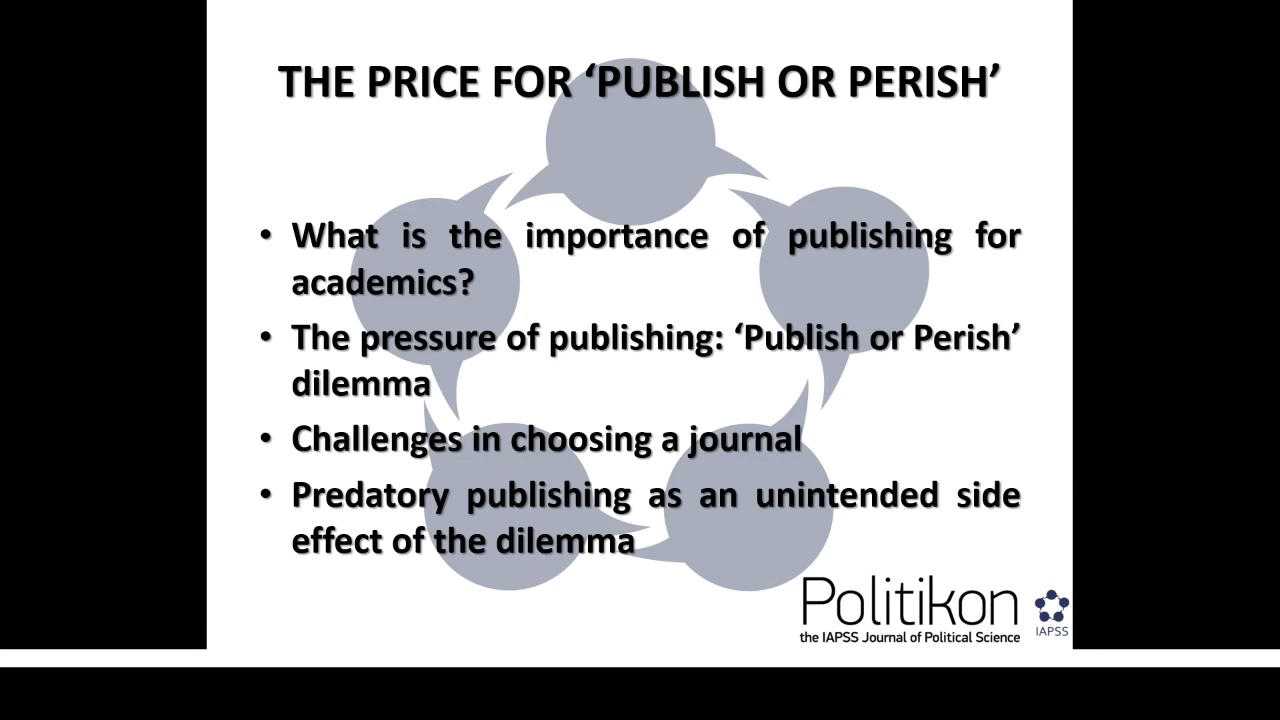 THE PRICE FOR ‘PUBLISH OR PERISH’
• What is the importance of publishing for
academics?
• The pressure of publishing: ‘Publish or Perish’
dilemma
• Challenges in choosing a journal
• Predatory publishing as an unintended side
effect of the dilemma
Politikon
the IAPSS Journal of Political Science
IAPSS